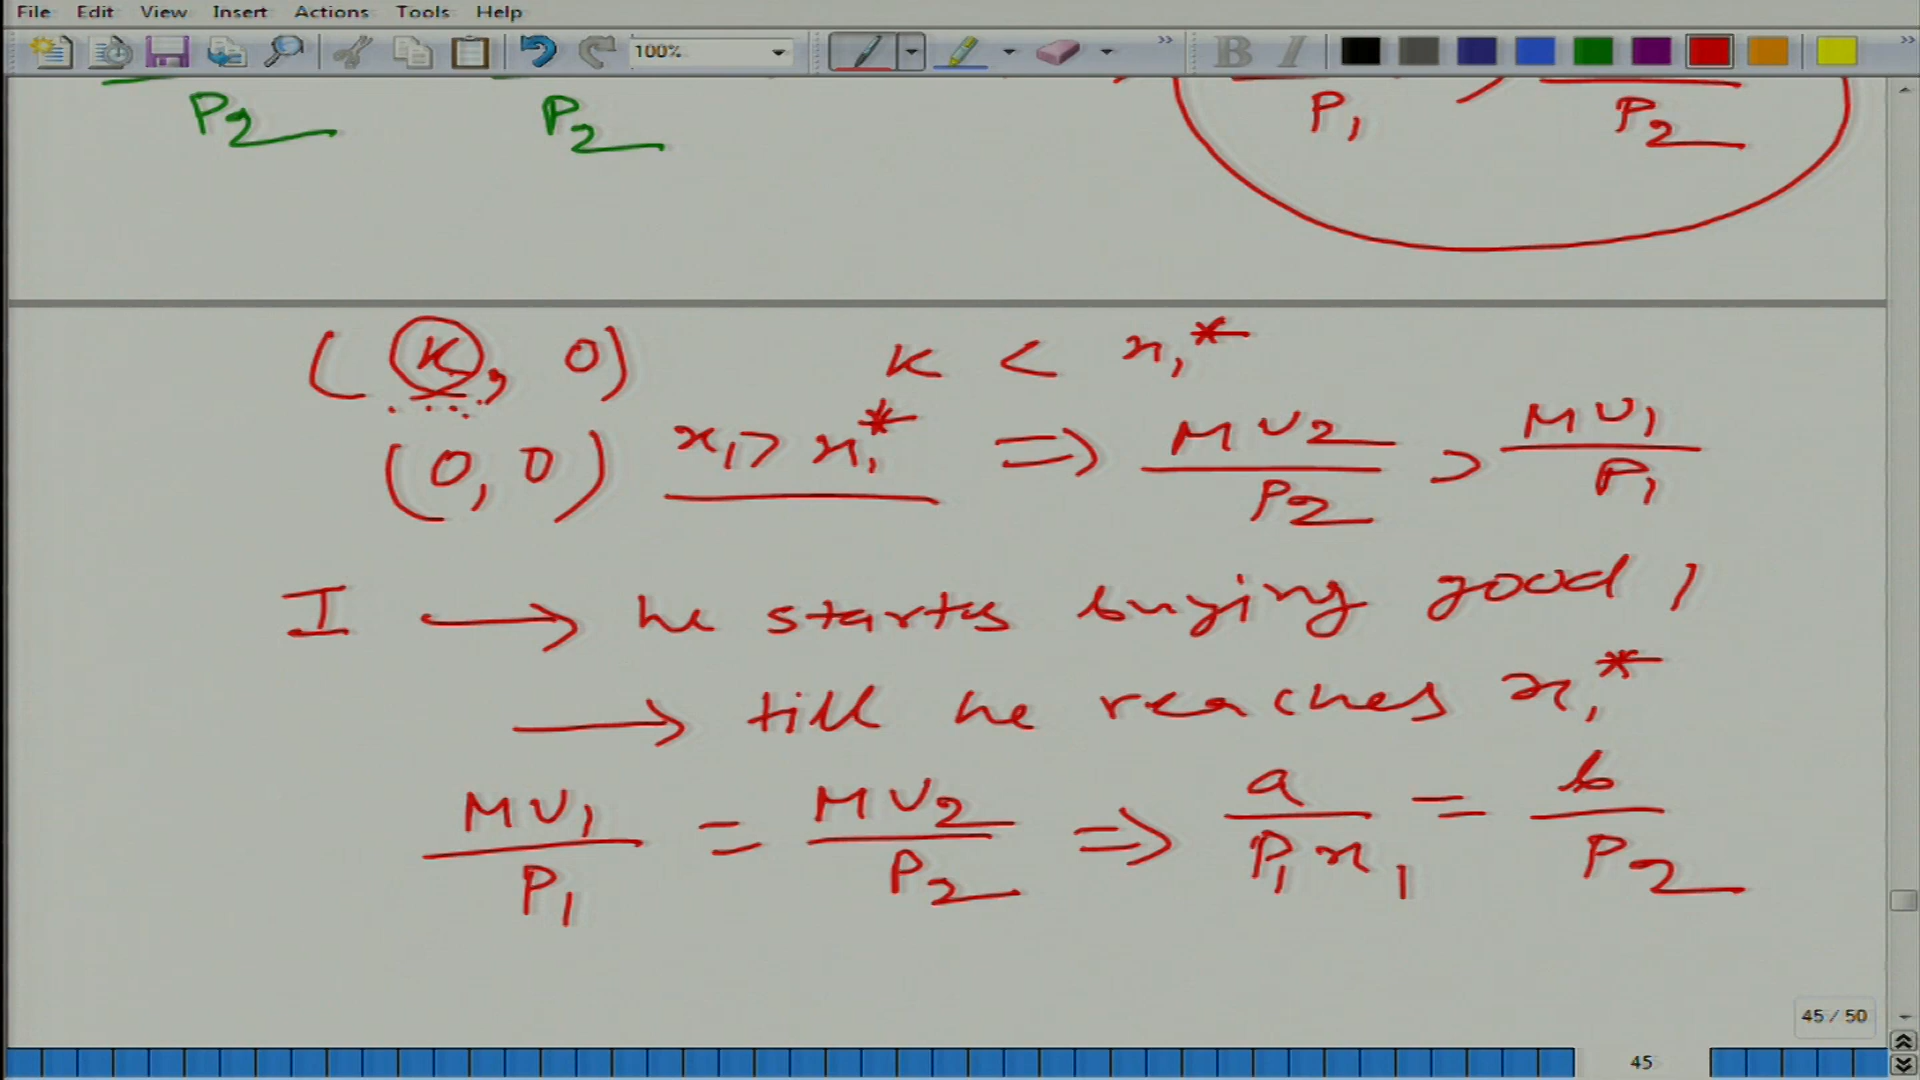 File Edit View Insert Actions Tools Help
100%
B I
P2 P2 P1 > P2
(K, 0) K < x1*
(0, 0) x1 > x1* => MU2/P2 > MU1/P1
I → he starts buying good 1
→ till he reaches x1*
MU1/P1 = MU2/P2 => a/P1x1 = b/P2
45 / 50
45